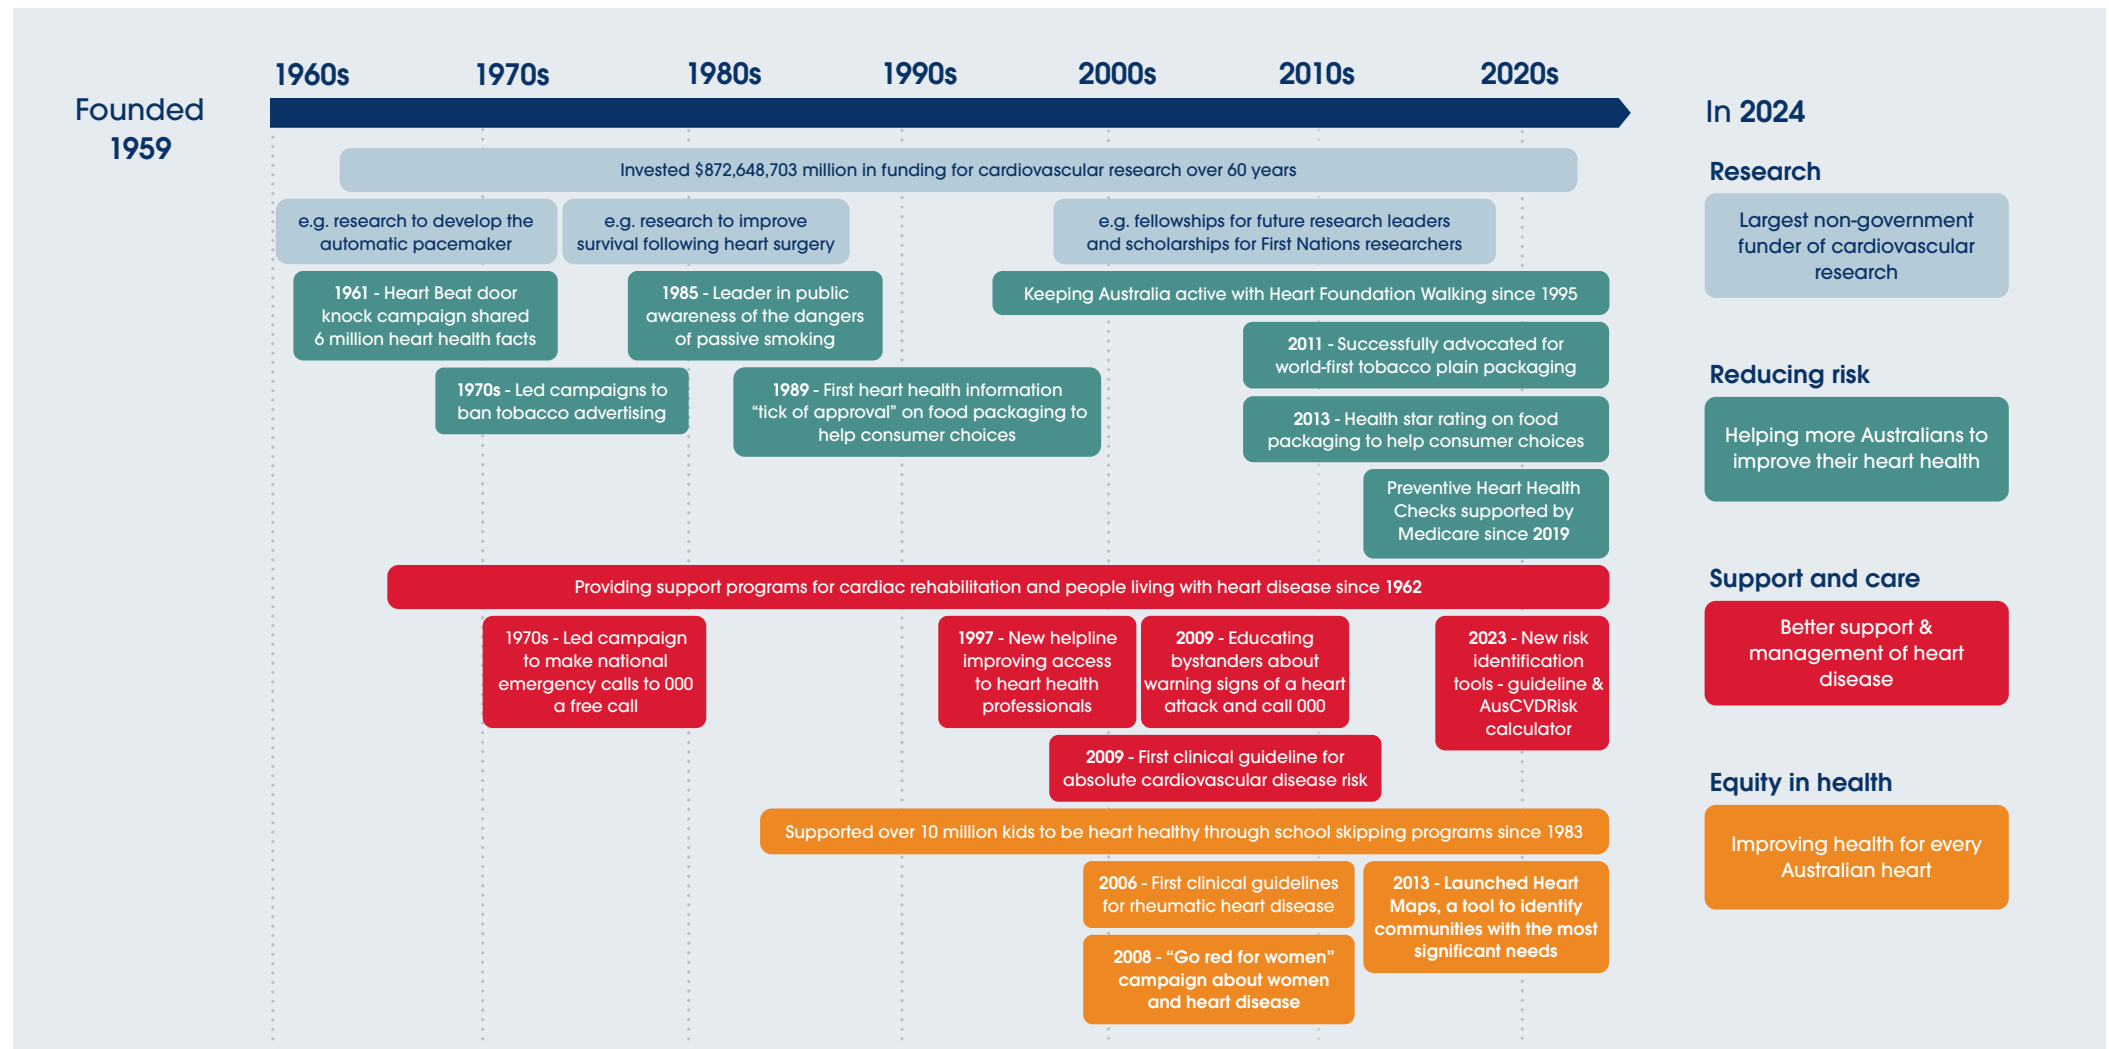 1960s
1970s
1980s
1990s
2000s
2010s
2020s
Founded
1959
In 2024
Invested $872,648,703 million in funding for cardiovascular research over 60 years
e.g. research to develop the
automatic pacemaker
e.g. research to improve
survival following heart surgery
e.g. fellowships for future research leaders
and scholarships for First Nations researchers
Research
Largest non-government
funder of cardiovascular
research
1961 - Heart Beat door
knock campaign shared
6 million heart health facts
1985 - Leader in public
awareness of the dangers
of passive smoking
Keeping Australia active with Heart Foundation Walking since 1995
2011 - Successfully advocated for
world-first tobacco plain packaging
1970s - Led campaigns to
ban tobacco advertising
1989 - First heart health information
“tick of approval” on food packaging to
help consumer choices
2013 - Health star rating on food
packaging to help consumer choices
Preventive Heart Health
Checks supported by
Medicare since 2019
Reducing risk
Helping more Australians to
improve their heart health
Providing support programs for cardiac rehabilitation and people living with heart disease since 1962
1970s - Led campaign
to make national
emergency calls to 000
a free call
1997 - New helpline
improving access
to heart health
professionals
2009 - Educating
bystanders about
warning signs of a heart
attack and call 000
2023 - New risk
identification
tools - guideline &
AusCVDRisk
calculator
2009 - First clinical guideline for
absolute cardiovascular disease risk
Support and care
Better support &
management of heart
disease
Supported over 10 million kids to be heart healthy through school skipping programs since 1983
2006 - First clinical guidelines
for rheumatic heart disease
2013 - Launched Heart
Maps, a tool to identify
communities with the most
significant needs
2008 - “Go red for women”
campaign about women
and heart disease
Equity in health
Improving health for every
Australian heart